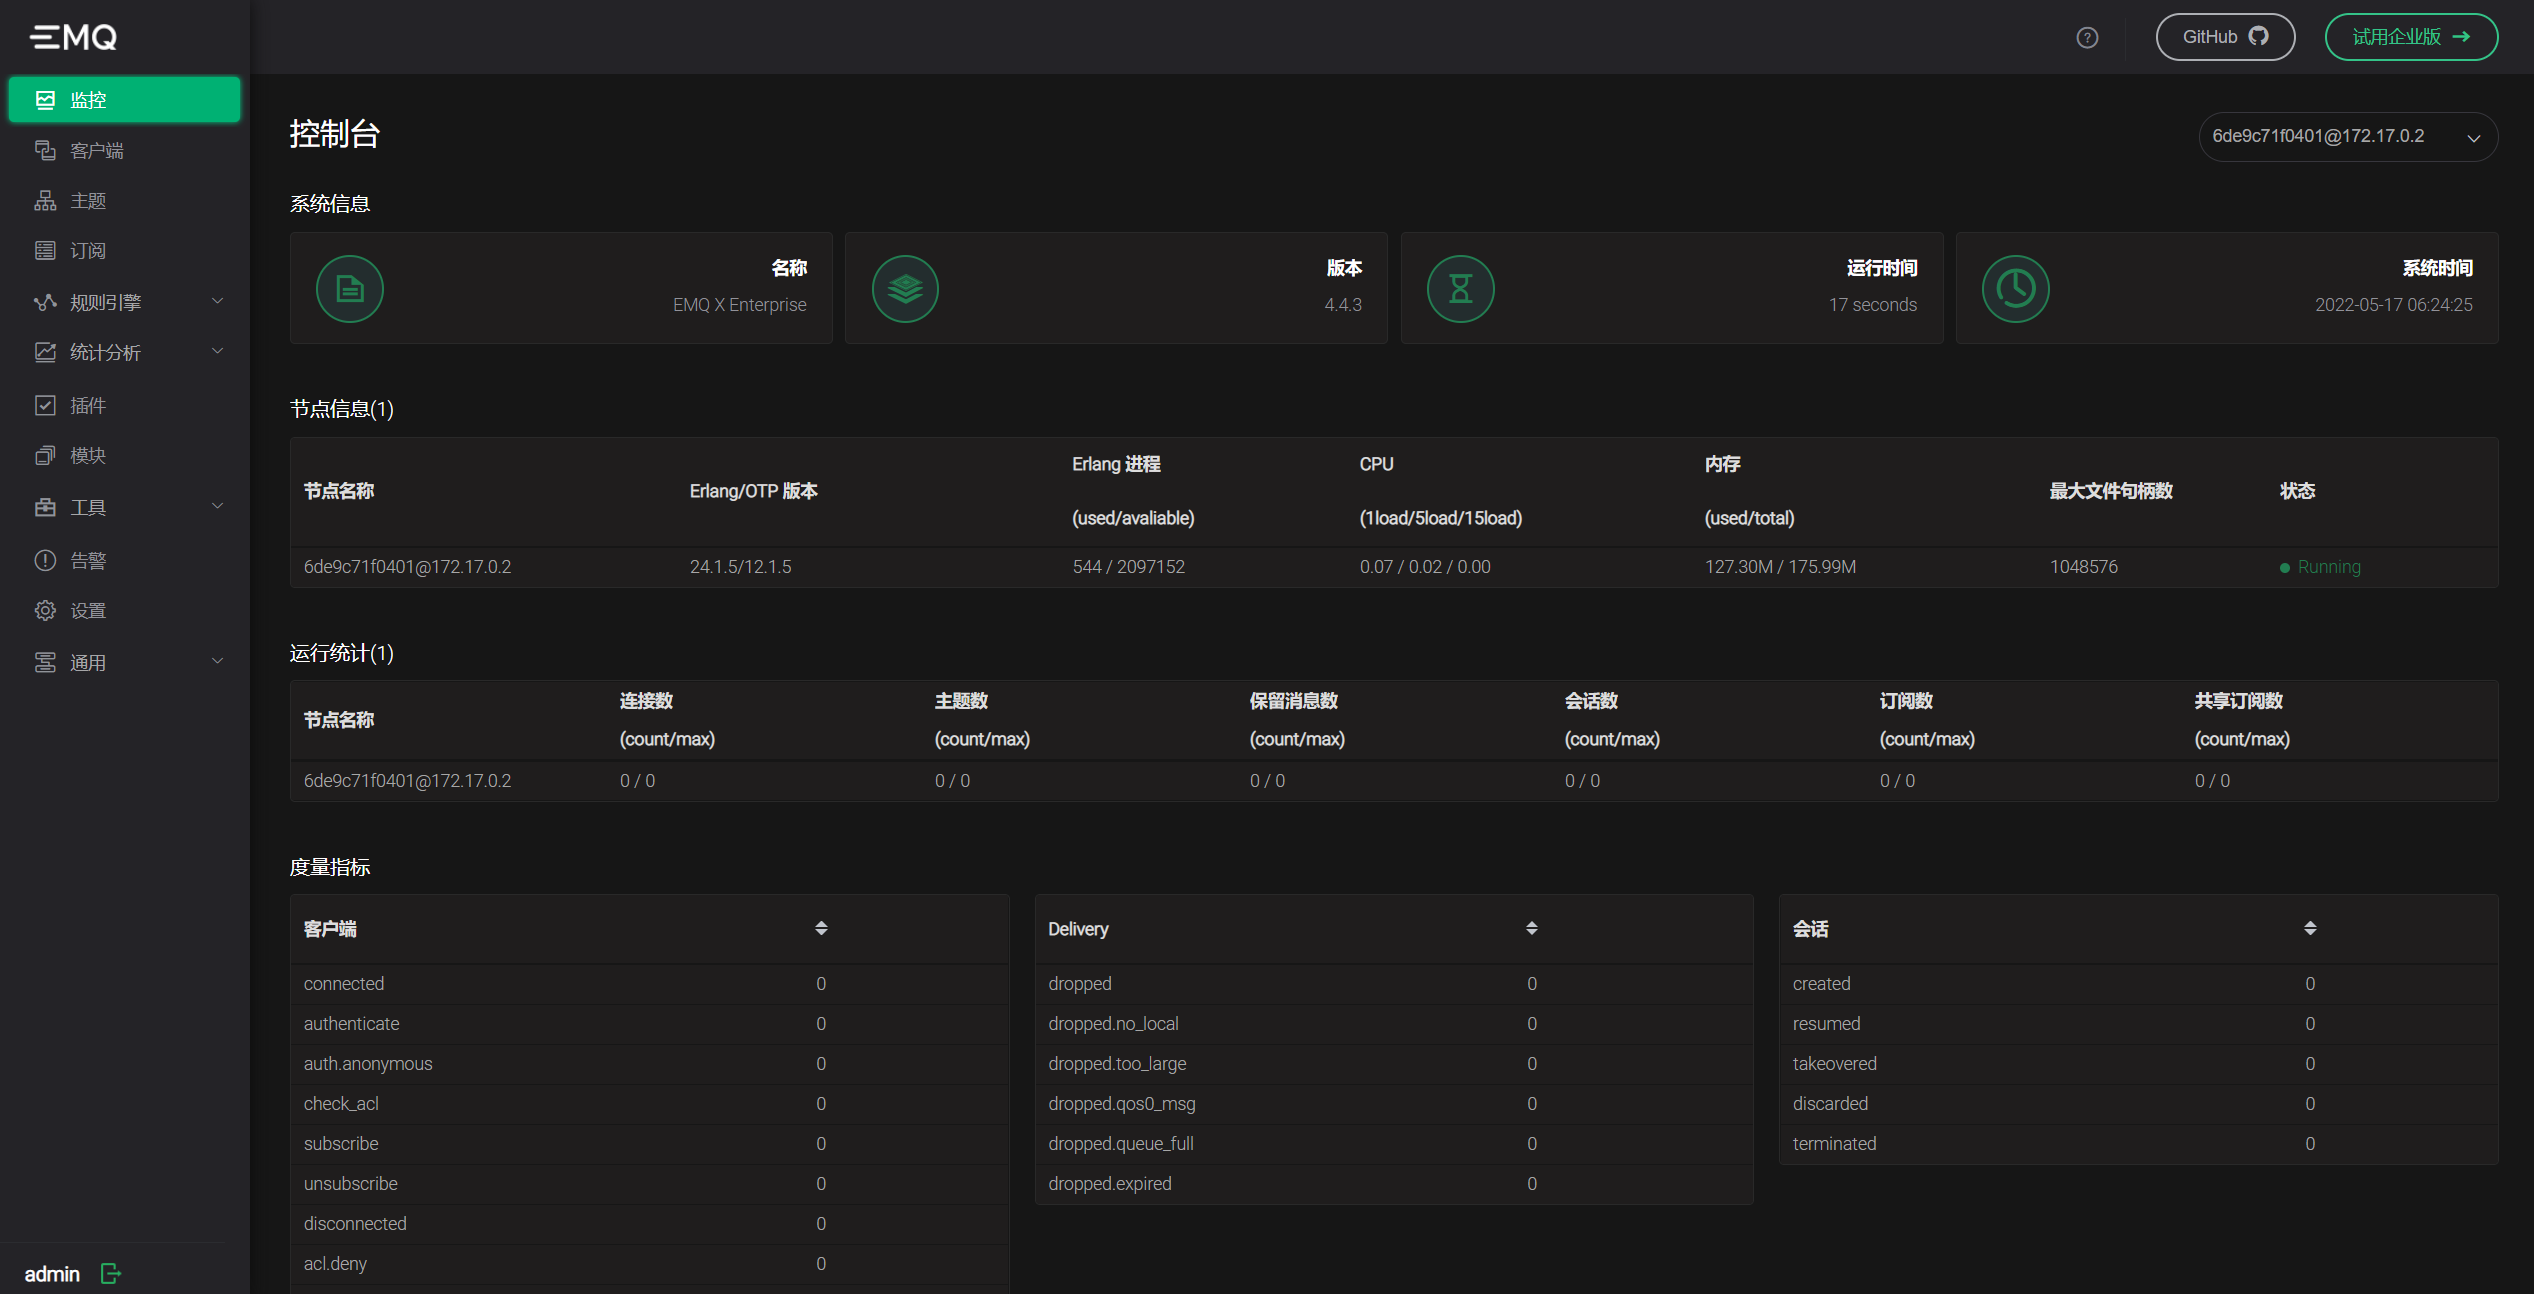 EMQ
GitHub
试用企业版
监控
客户端
主题
订阅
规则引擎
统计分析
插件
模块
工具
告警
设置
通用
admin
控制台
6de9c71f0401@172.17.0.2
系统信息
名称
EMQ X Enterprise
版本
4.4.3
运行时间
17 seconds
系统时间
2022-05-17 06:24:25
节点信息(1)
节点名称 Erlang/OTP 版本 Erlang 进程 (used/avaliable) CPU (1load/5load/15load) 内存 (used/total) 最大文件句柄数 状态
6de9c71f0401@172.17.0.2 24.1.5/12.1.5 544 / 2097152 0.07 / 0.02 / 0.00 127.30M / 175.99M 1048576 Running
运行统计(1)
节点名称 连接数 (count/max) 主题数 (count/max) 保留消息数 (count/max) 会话数 (count/max) 订阅数 (count/max) 共享订阅数 (count/max)
6de9c71f0401@172.17.0.2 0 / 0 0 / 0 0 / 0 0 / 0 0 / 0 0 / 0
度量指标
客户端
connected 0
authenticate 0
auth.anonymous 0
check_acl 0
subscribe 0
unsubscribe 0
disconnected 0
acl.deny 0
Delivery
dropped 0
dropped.no_local 0
dropped.too_large 0
dropped.qos0_msg 0
dropped.queue_full 0
dropped.expired 0
会话
created 0
resumed 0
takeovered 0
discarded 0
terminated 0